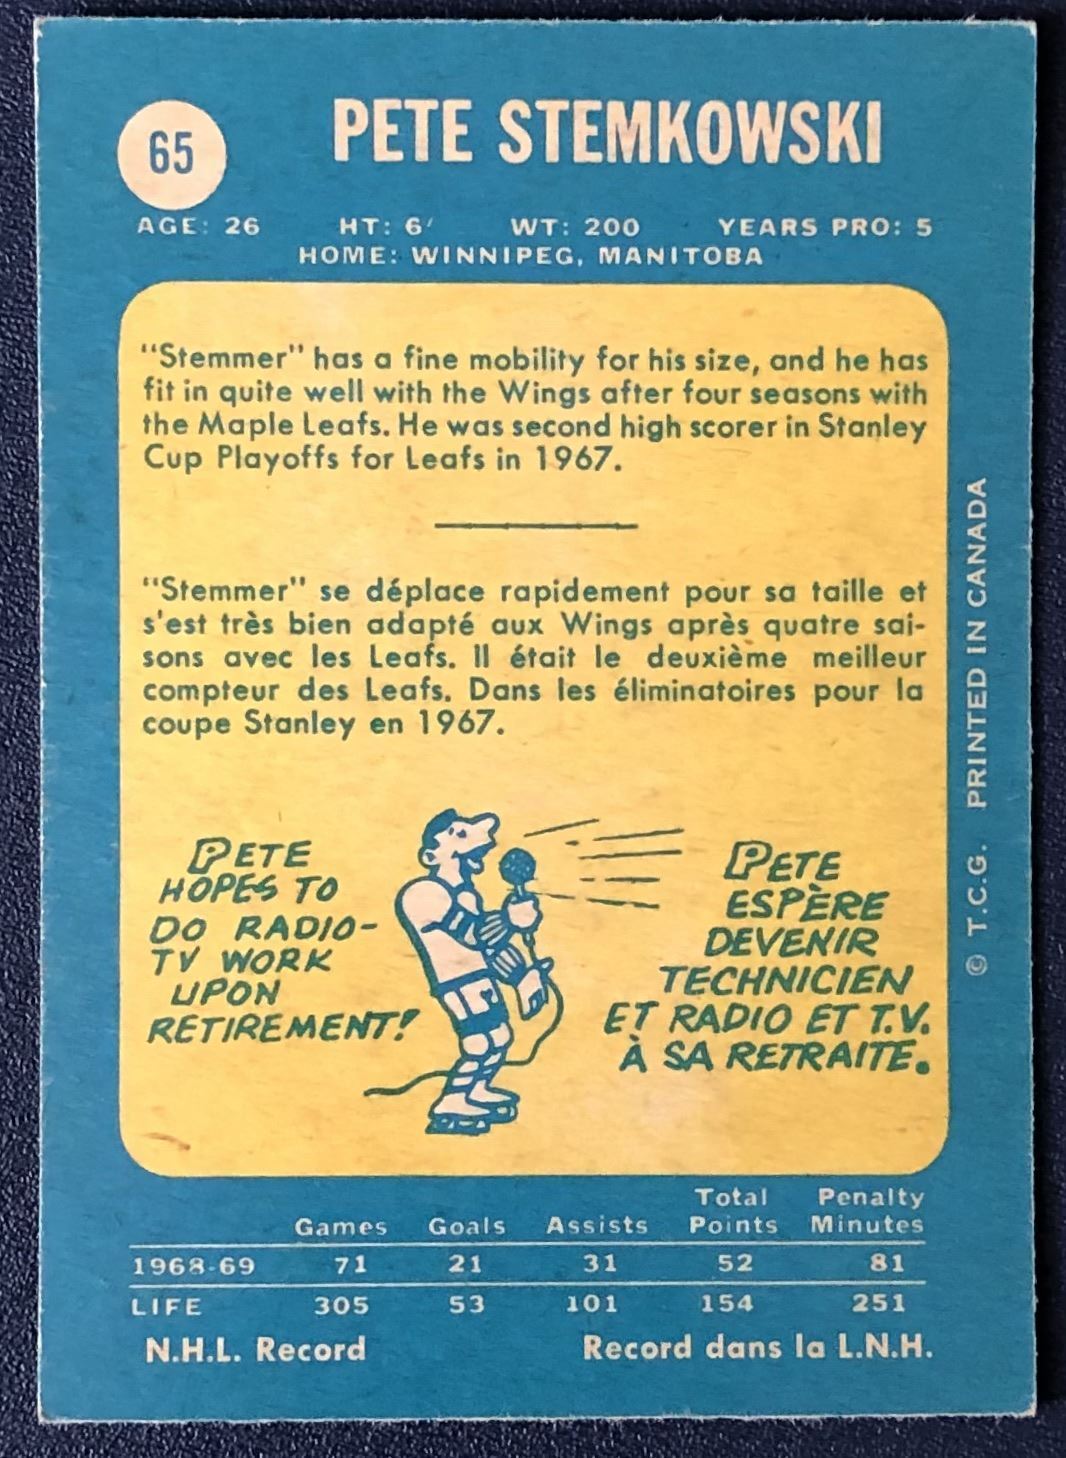 65
PETE STEMKOWSKI
AGE: 26 HT: 6' WT: 200 YEARS PRO: 5
HOME: WINNIPEG, MANITOBA
"Stemmer" has a fine mobility for his size, and he has
fit in quite well with the Wings after four seasons with
the Maple Leafs. He was second high scorer in Stanley
Cup Playoffs for Leafs in 1967.
"Stemmer" se déplace rapidement pour sa taille et
s'est très bien adapté aux Wings après quatre sai-
sons avec les Leafs. Il était le deuxième meilleur
compteur des Leafs. Dans les éliminatoires pour la
coupe Stanley en 1967.
PETE
HOPES TO
DO RADIO-
TV WORK
UPON
RETIREMENT!
PETE
ESPÈRE
DEVENIR
TECHNICIEN
ET RADIO ET T.V.
À SA RETRAITE.
© T.C.G. PRINTED IN CANADA
Total Penalty
Games Goals Assists Points Minutes
1968-69 71 21 31 52 81
LIFE 305 53 101 154 251
N.H.L. Record Record dans la L.N.H.